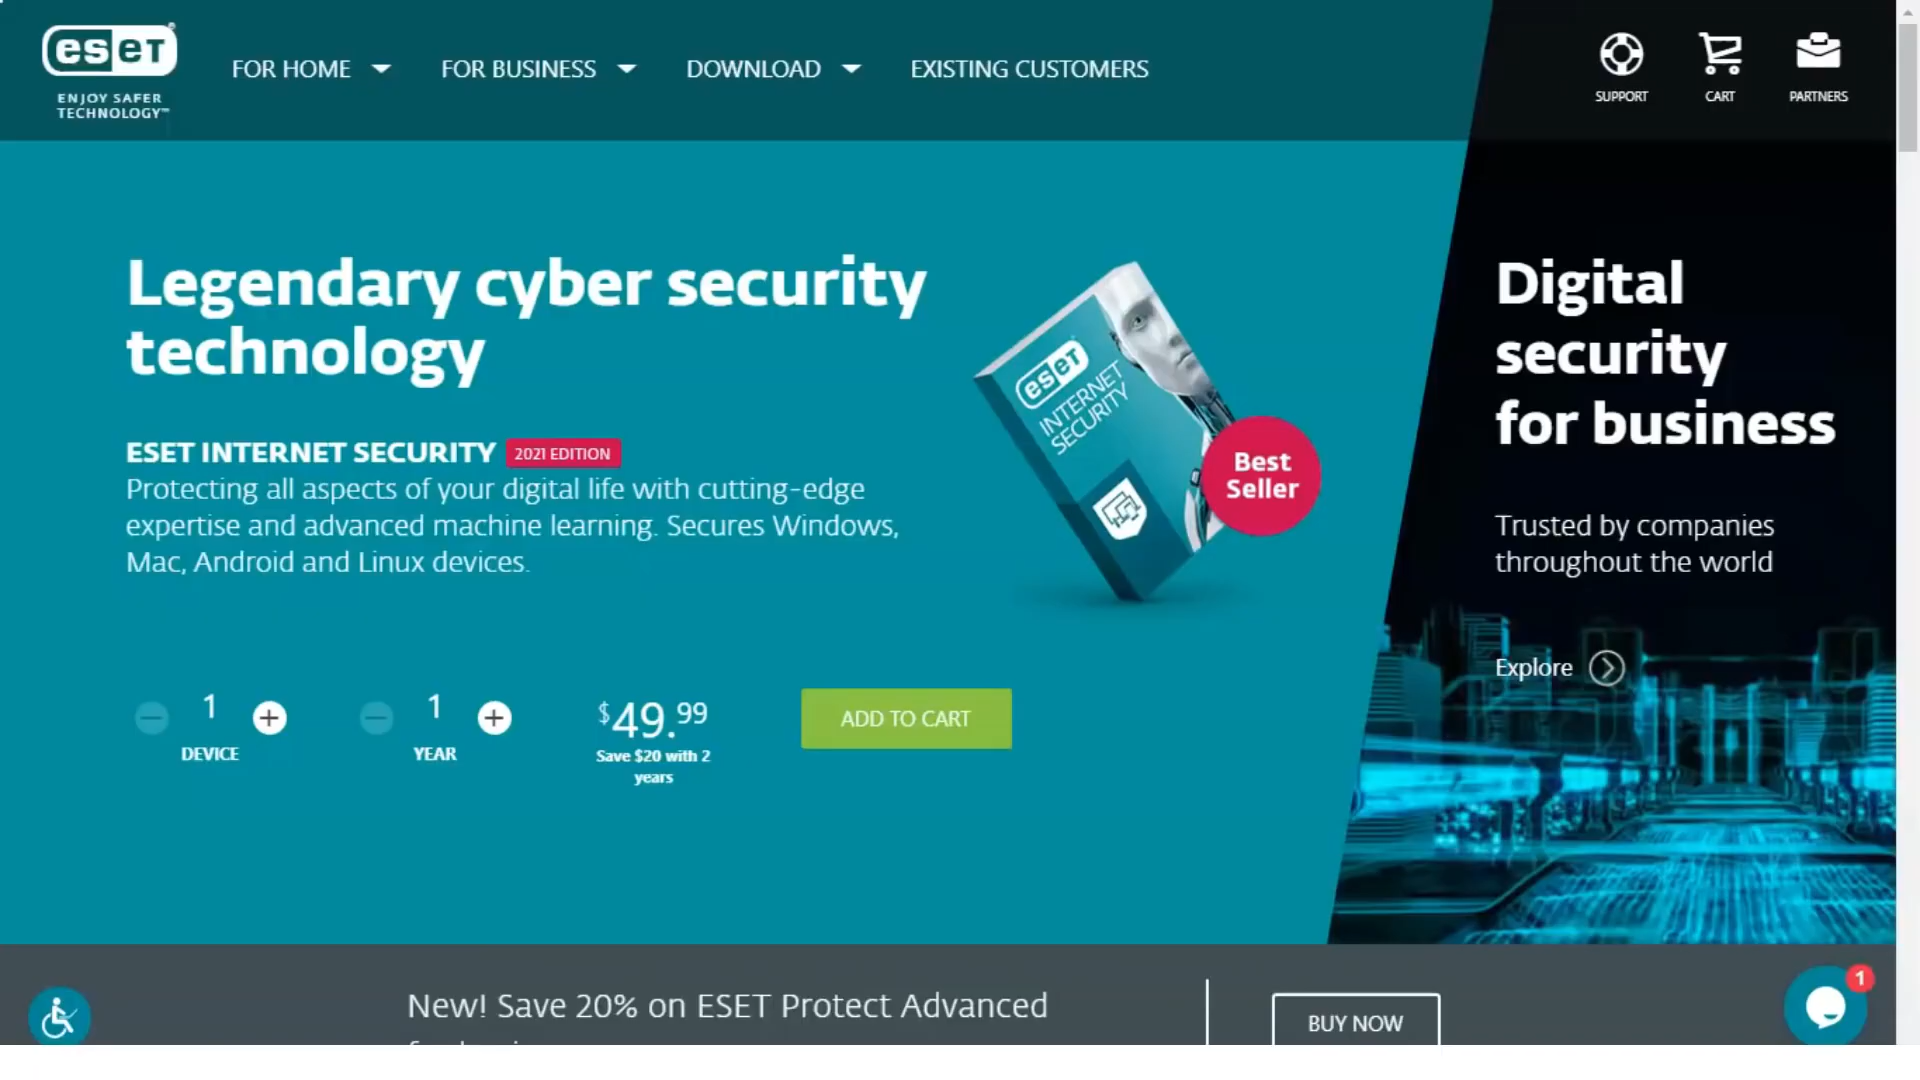 eset®
ENJOY SAFER
TECHNOLOGY™
FOR HOME
FOR BUSINESS
DOWNLOAD
EXISTING CUSTOMERS
SUPPORT
CART
PARTNERS
Legendary cyber security
technology
ESET INTERNET SECURITY 2021 EDITION
Protecting all aspects of your digital life with cutting-edge
expertise and advanced machine learning. Secures Windows,
Mac, Android and Linux devices.
eset
INTERNET
SECURITY
Best
Seller
1
DEVICE
1
YEAR
$49.99
Save $20 with 2
years
ADD TO CART
Digital
security
for business
Trusted by companies
throughout the world
Explore
New! Save 20% on ESET Protect Advanced
BUY NOW
1